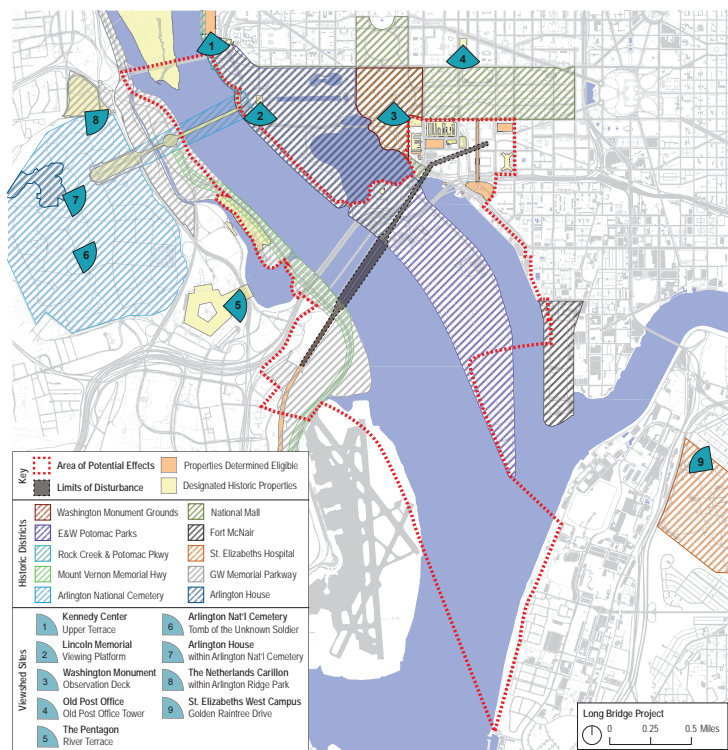 1
4
2
3
8
7
6
5
9
Key
Area of Potential Effects
Properties Determined Eligible
Limits of Disturbance
Designated Historic Properties
Historic Districts
Washington Monument Grounds
National Mall
E&W Potomac Parks
Fort McNair
Rock Creek & Potomac Pkwy
St. Elizabeths Hospital
Mount Vernon Memorial Hwy
GW Memorial Parkway
Arlington National Cemetery
Arlington House
Viewshed Sites
1 Kennedy Center
Upper Terrace
2 Lincoln Memorial
Viewing Platform
3 Washington Monument
Observation Deck
4 Old Post Office
Old Post Office Tower
5 The Pentagon
River Terrace
6 Arlington Nat'l Cemetery
Tomb of the Unknown Soldier
7 Arlington House
within Arlington Nat'l Cemetery
8 The Netherlands Carillon
within Arlington Ridge Park
9 St. Elizabeths West Campus
Golden Raintree Drive
Long Bridge Project
0 0.25 0.5 Miles